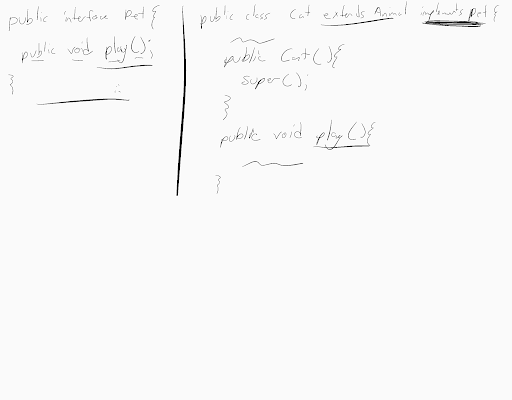 public interface Pet {
public void play();
}
public class Cat extends Animal implements Pet {
public Cat(){
super();
}
public void play(){
}